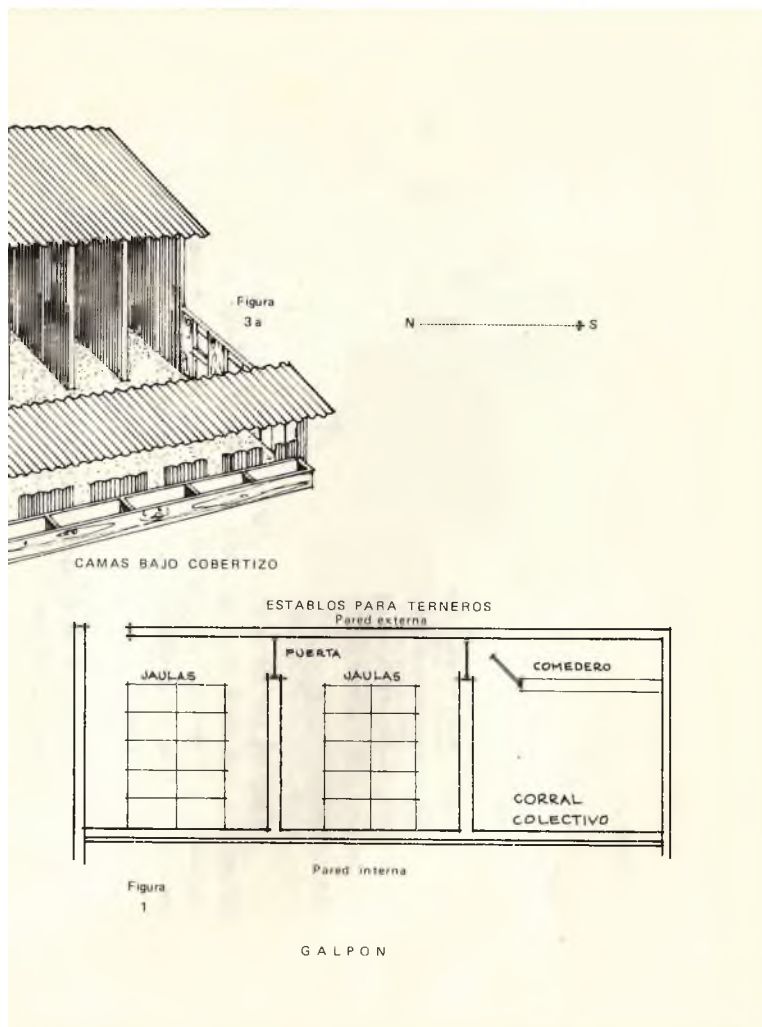 Figura
3 a
N S
CAMAS BAJO COBERTIZO
ESTABLOS PARA TERNEROS
Pared externa
PUERTA
JAULAS
JAULAS
COMEDERO
CORRAL
COLECTIVO
Pared interna
Figura
1
GALPON